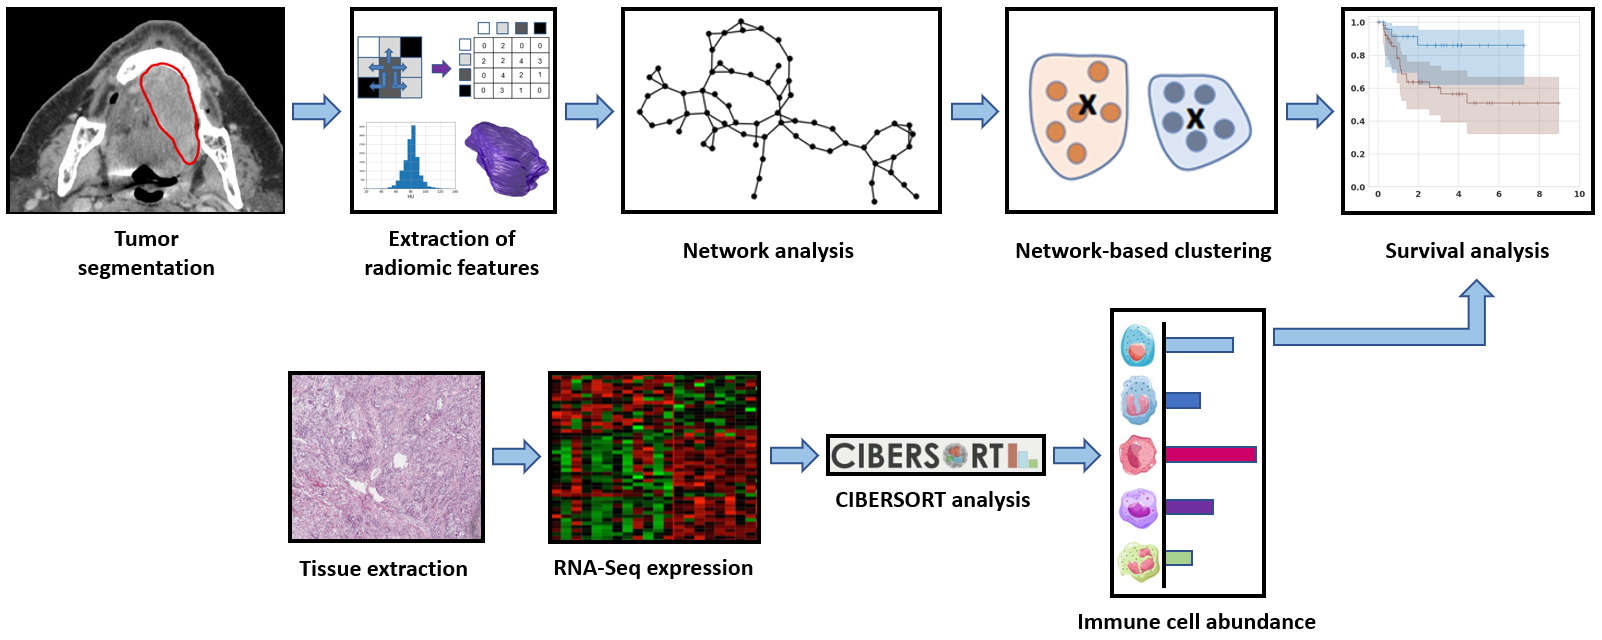 0 2 0 0
2 2 4 3
0 4 2 1
0 3 1 0
HU
1.0
0.8
0.6
0.4
0.2
0.0
0 2 4 6 8 10
Tumor
segmentation
Extraction of
radiomic features
Network analysis
X
X
Network-based clustering
Survival analysis
Tissue extraction
RNA-Seq expression
CIBERSORT
CIBERSORT analysis
Immune cell abundance